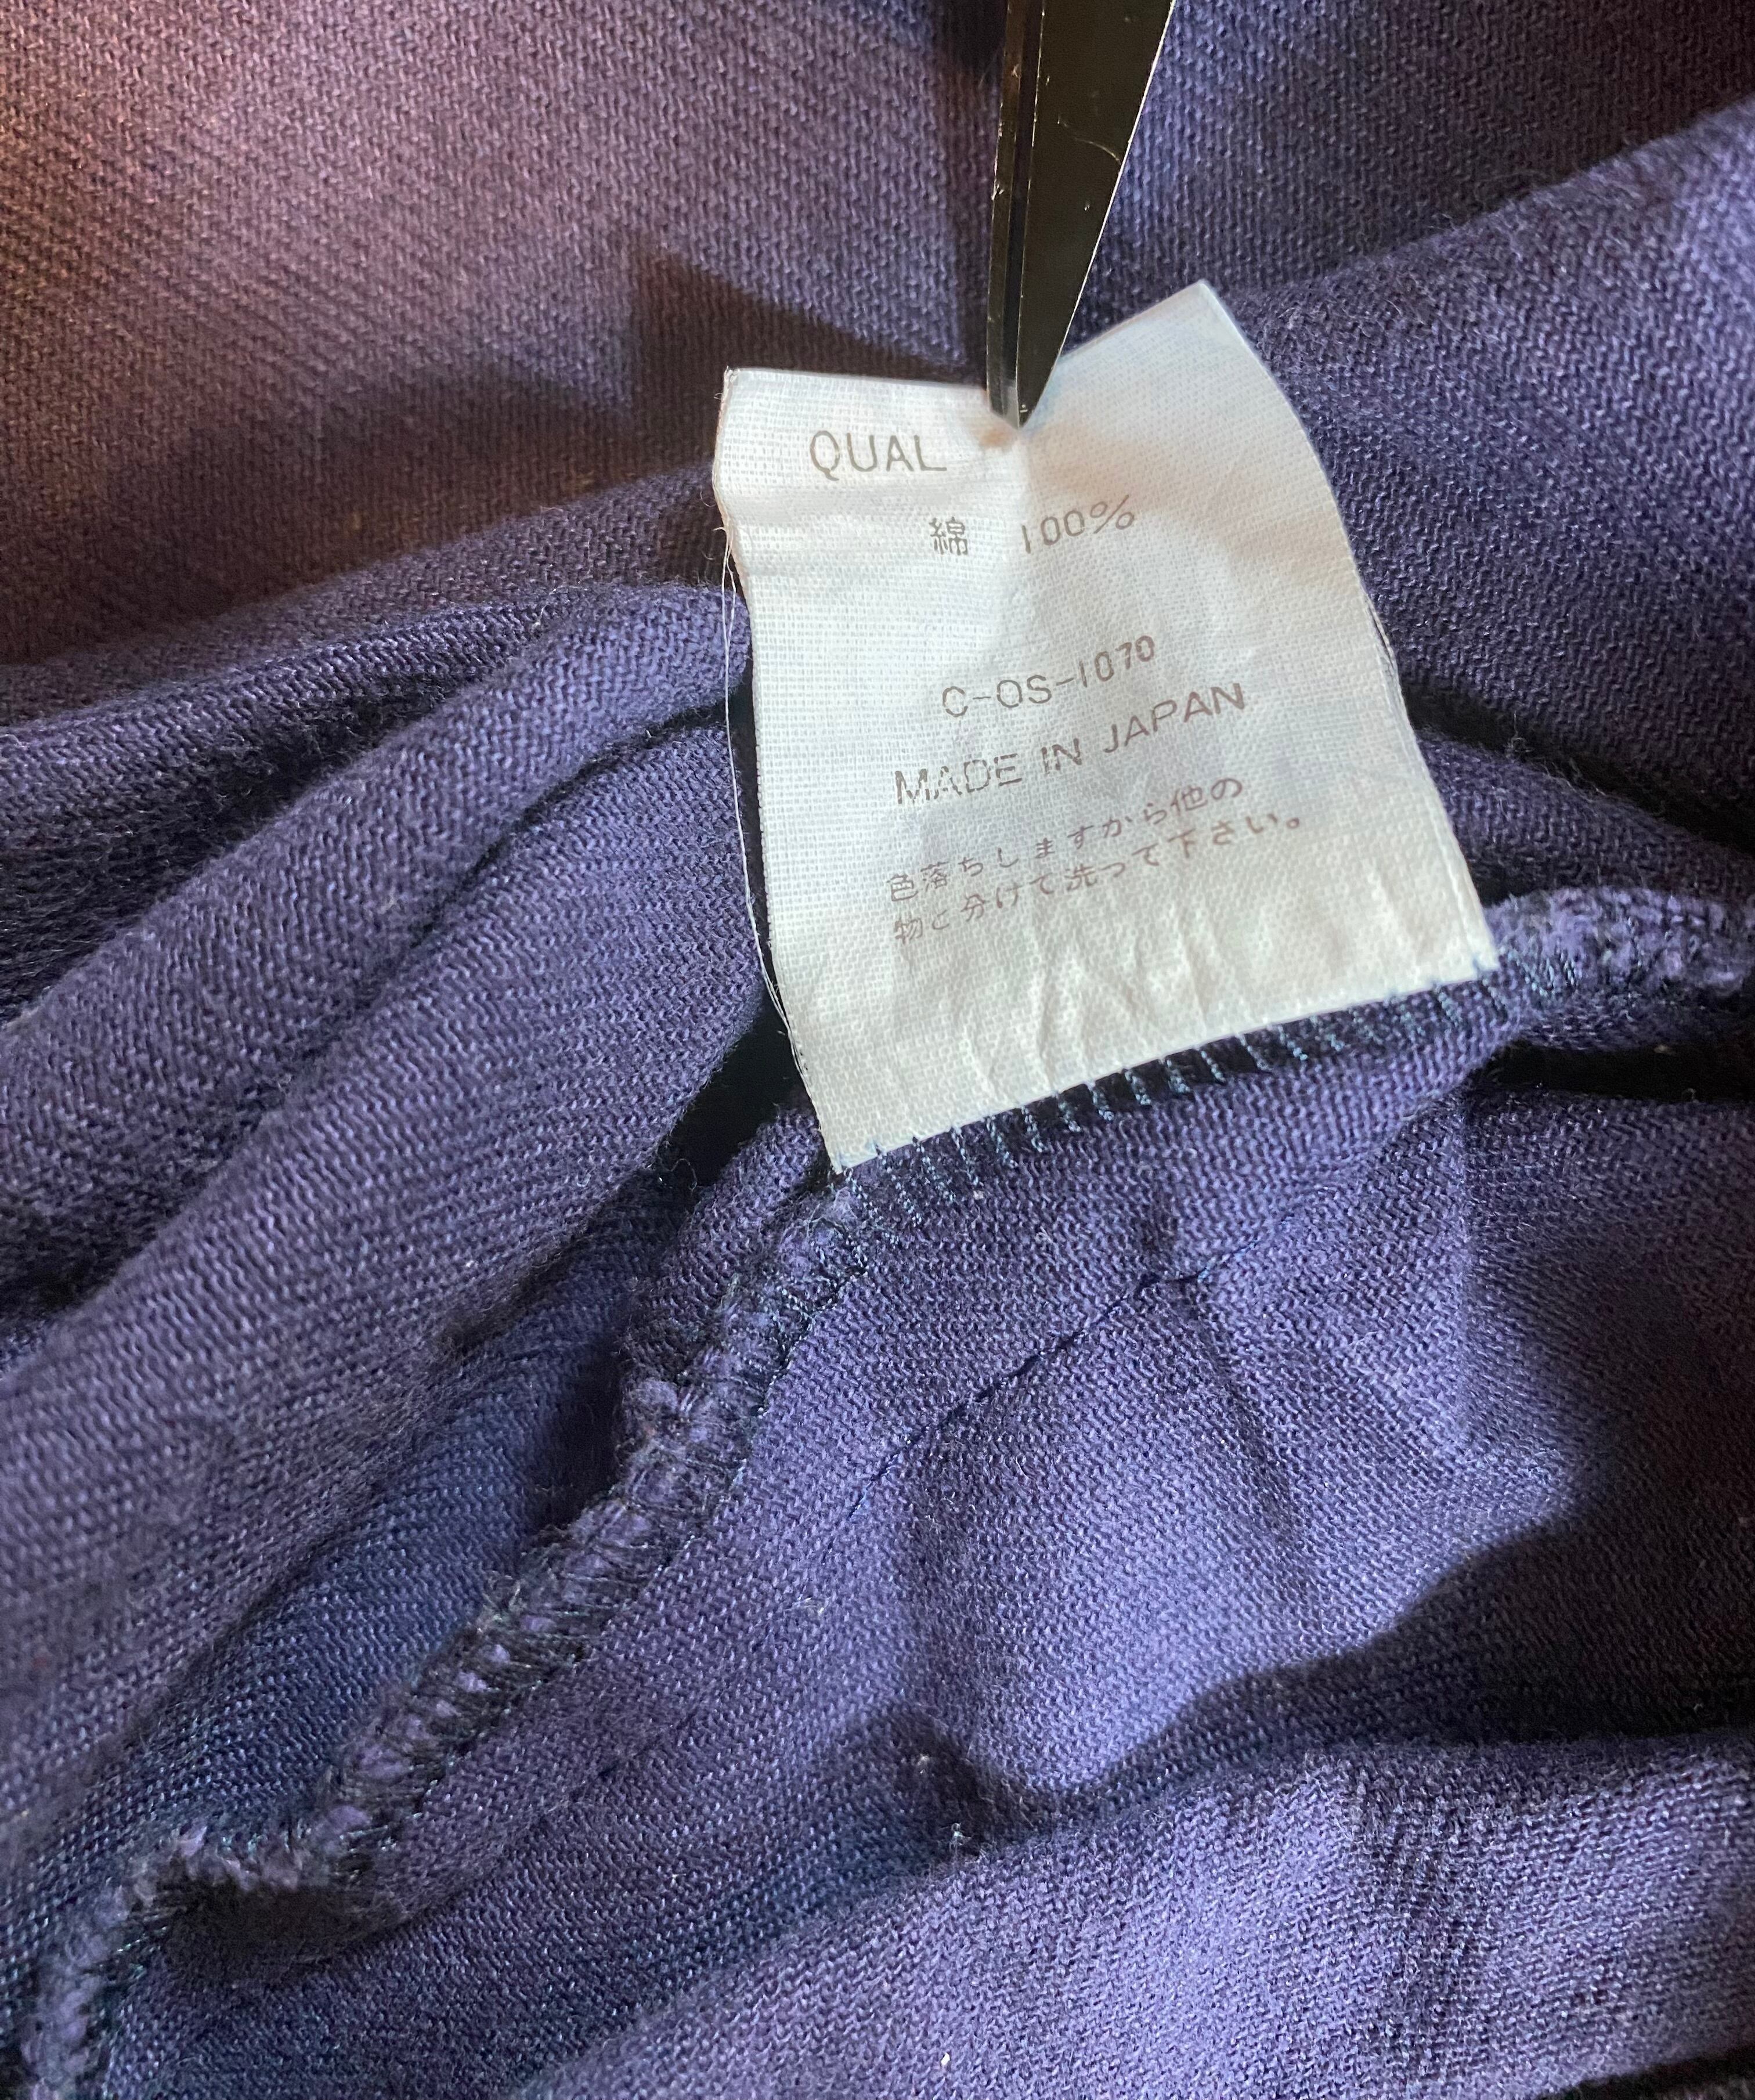 QUAL
綿 100%
C-OS-1070
MADE IN JAPAN
色落ちしますから他の
物と分けて洗って下さい。